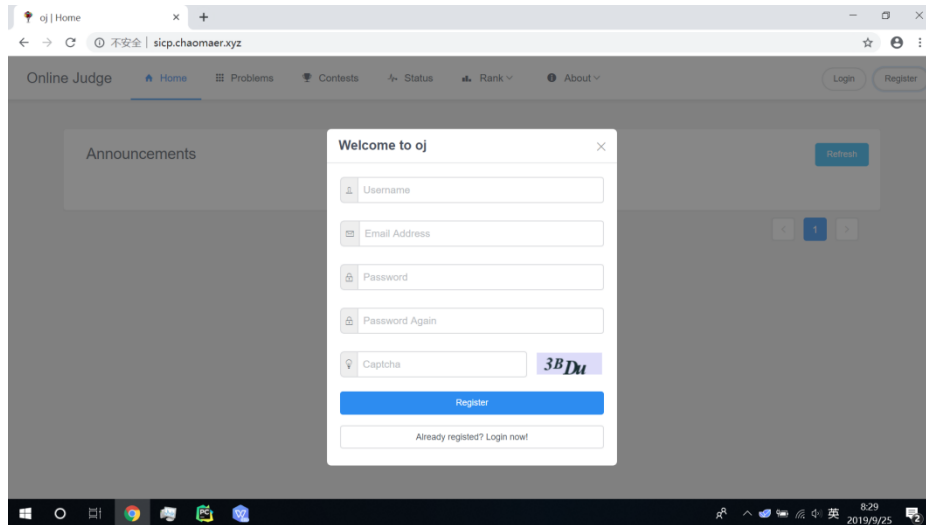 oj | Home
不安全 | sicp.chaomaer.xyz
Online Judge Home Problems Contests Status Rank About Login Register
Announcements Refresh
1
Welcome to oj
Username
Email Address
Password
Password Again
Captcha 3BDu
Register
Already registed? Login now!
英 8:29
2019/9/25 2